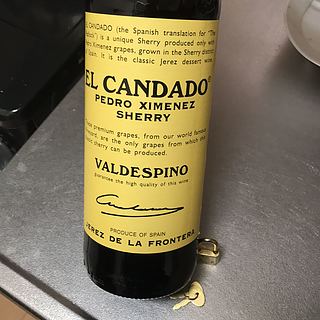 EL CANDADO (the Spanish translation for "The
is a unique Sherry produced only with
Pedro Ximenez grapes, grown in the Sherry district
Spain. It is the classic Jerez dessert wine.
EL CANDADO®
PEDRO XIMENEZ
SHERRY
These premium grapes, from our world famous
are the only grapes from which this
sherry can be produced.
VALDESPINO
guarantee the high quality of this wine
PRODUCE OF SPAIN
JEREZ DE LA FRONTERA